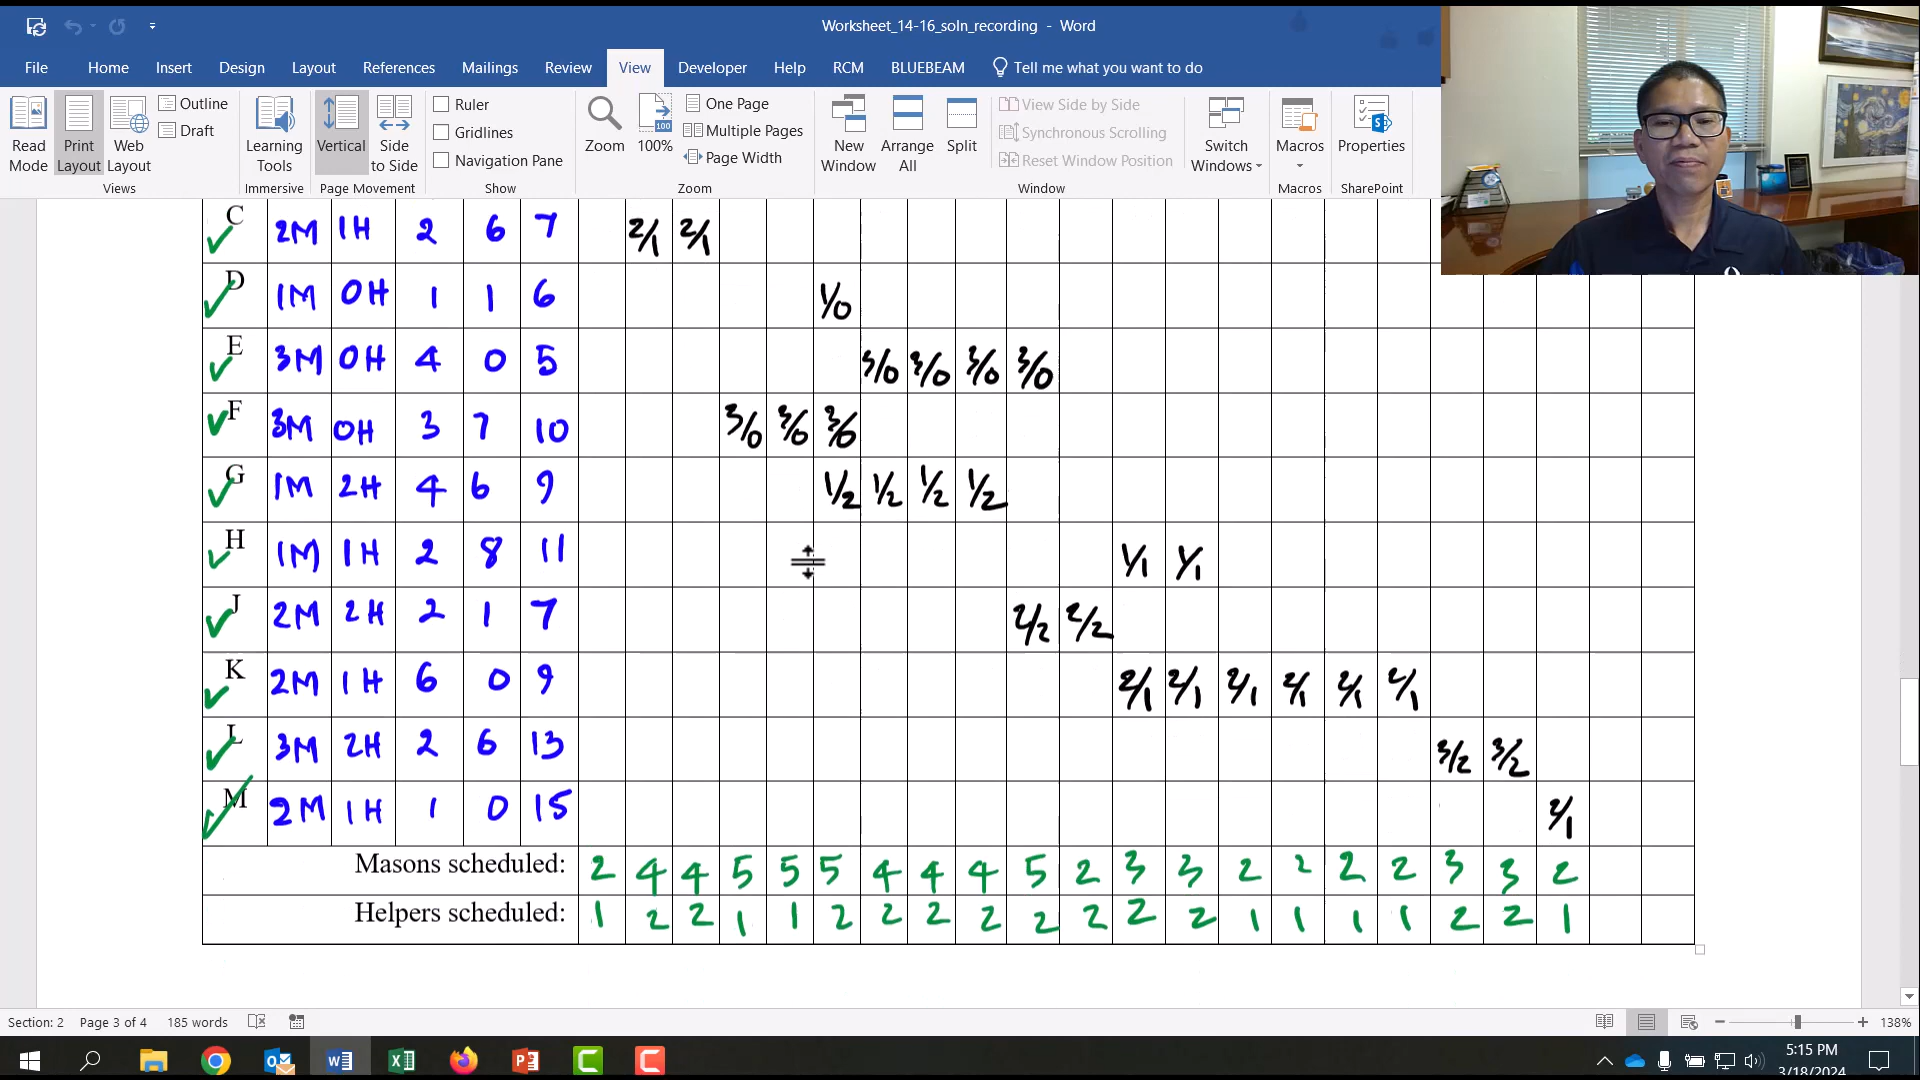 Worksheet_14-16_soln_recording - Word
File Home Insert Design Layout References Mailings Review View Developer Help RCM BLUEBEAM Tell me what you want to do
Read Mode
Print Layout
Web Layout
Outline
Draft
Views
Learning Tools
Immersive
Vertical
Side to Side
Page Movement
Ruler
Gridlines
Navigation Pane
Show
Zoom
100
100%
One Page
Multiple Pages
Page Width
Zoom
New Window
Arrange All
Split
View Side by Side
Synchronous Scrolling
Reset Window Position
Window
Switch Windows
Macros
Macros
Properties
SharePoint
C 2M 1H 2 6 7 2/1 2/1
D 1M 0H 1 1 6 1/0
E 3M 0H 4 0 5 3/0 3/0 3/0 3/0
F 3M 0H 3 7 10 3/0 3/0 3/0
G 1M 2H 4 6 9 1/2 1/2 1/2 1/2
H 1M 1H 2 8 11 1/1 1/1
J 2M 2H 2 1 7 2/2 2/2
K 2M 1H 6 0 9 2/1 2/1 2/1 2/1 2/1 2/1
L 3M 2H 2 6 13 3/2 3/2
M 2M 1H 1 0 15 2/1
Masons scheduled: 2 4 4 5 5 5 4 4 4 5 2 3 3 2 2 2 2 3 3 2
Helpers scheduled: 1 2 2 1 1 2 2 2 2 2 2 2 2 1 1 1 1 2 2 1
Section: 2 Page 3 of 4 185 words 138%
5:15 PM
3/18/2024